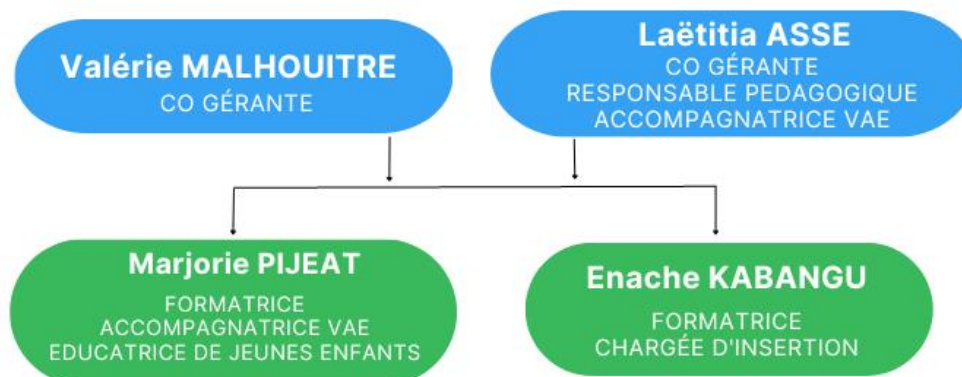 Valérie MALHOUITRE
CO GÉRANTE
Laëtitia ASSE
CO GÉRANTE
RESPONSABLE PEDAGOGIQUE
ACCOMPAGNATRICE VAE
Marjorie PIJEAT
FORMATRICE
ACCOMPAGNATRICE VAE
EDUCATRICE DE JEUNES ENFANTS
Enache KABANGU
FORMATRICE
CHARGÉE D'INSERTION